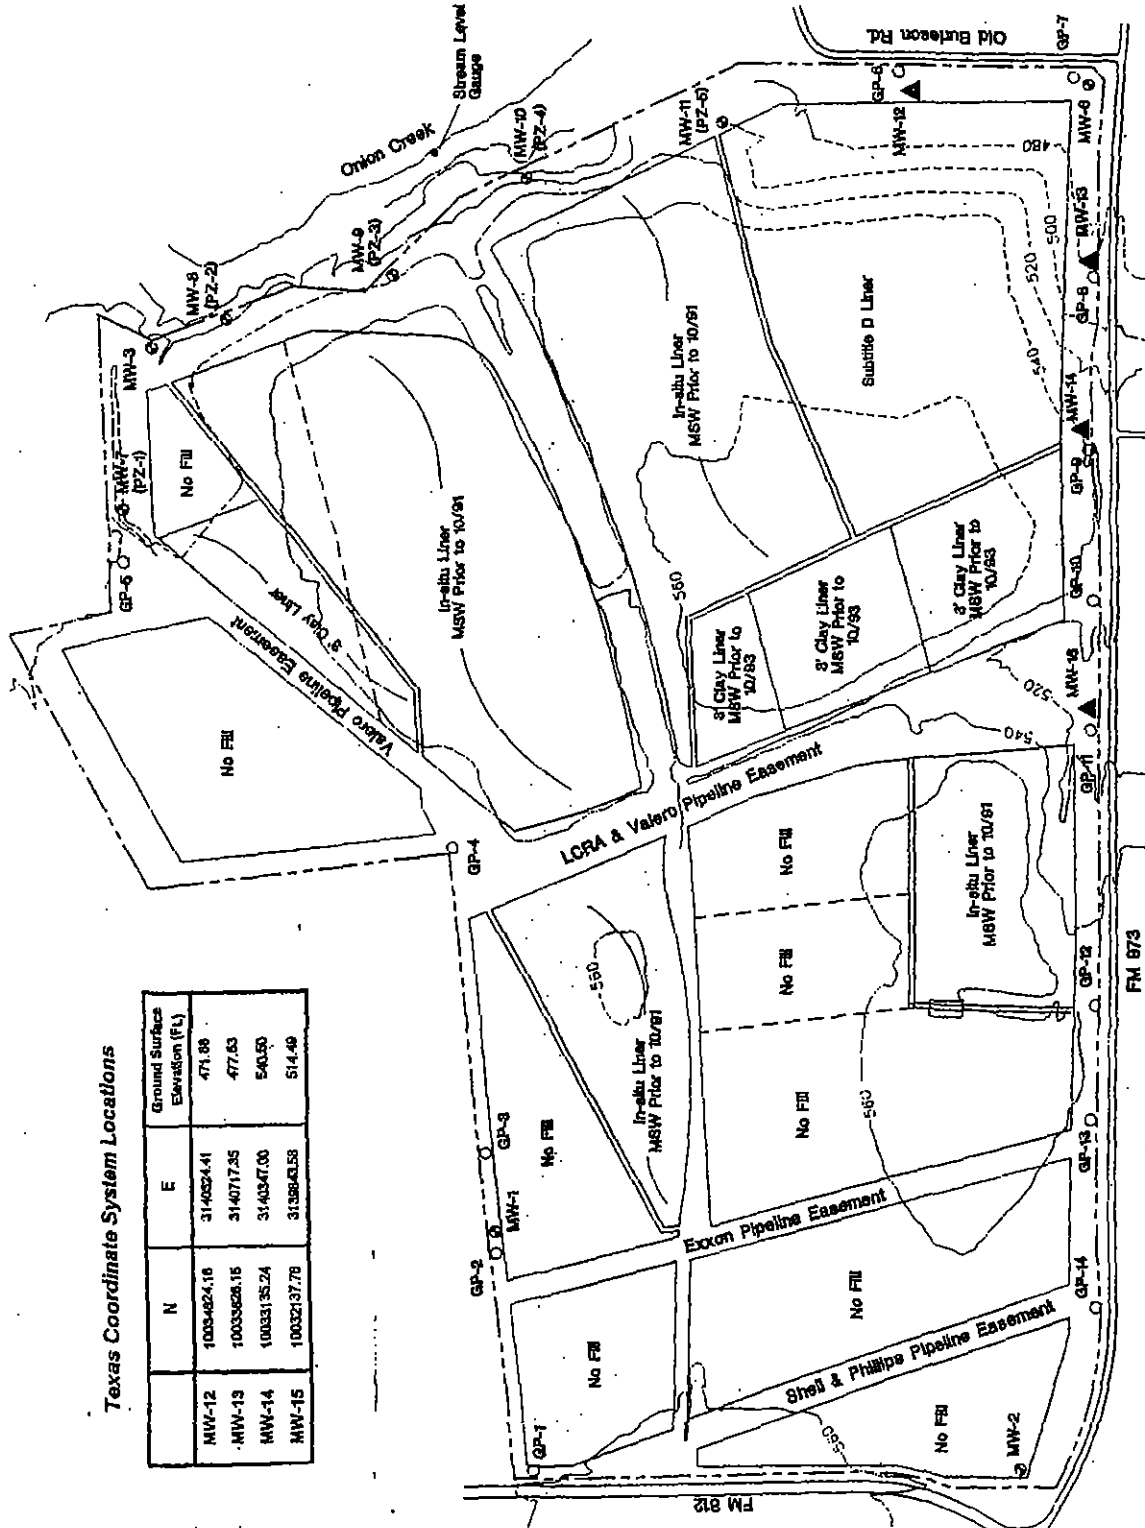 Texas Coordinate System Locations
N
E
Ground Surface
Elevation (Ft.)
MW-12
3140524.41
471.88
MW-13
3140717.35
477.63
MW-14
10033135.24
3140347.00
540.50
MW-15
10032137.78
3139843.58
514.49
Onion Creek
Stream Level
Gauge
Old Burleson Rd.
GP-7
GP-6
MW-12
MW-11
(PZ-5)
MW-10
(PZ-4)
MW-9
(PZ-3)
MW-8
(PZ-2)
MW-3
MW-7
(PZ-1)
GP-5
No Fill
3' Clay Liner
Valero Pipeline Easement
No Fill
In-situ Liner
MSW Prior to 10/91
In-situ Liner
MSW Prior to 10/91
Subtitle D Liner
480
500
520
540
560
MW-6
MW-13
GP-8
MW-14
GP-9
GP-10
MW-15
GP-11
3' Clay Liner
MSW Prior to
10/93
3' Clay Liner
MSW Prior to
10/93
3' Clay Liner
MSW Prior to
10/93
520
540
LCRA & Valero Pipeline Easement
GP-4
560
In-situ Liner
MSW Prior to 10/91
No Fill
No Fill
In-situ Liner
MSW Prior to 10/91
GP-12
FM 973
No Fill
560
GP-3
No Fill
MW-1
GP-2
Exxon Pipeline Easement
GP-13
No Fill
GP-14
No Fill
Shell & Phillips Pipeline Easement
GP-1
560
No Fill
MW-2
FM 812